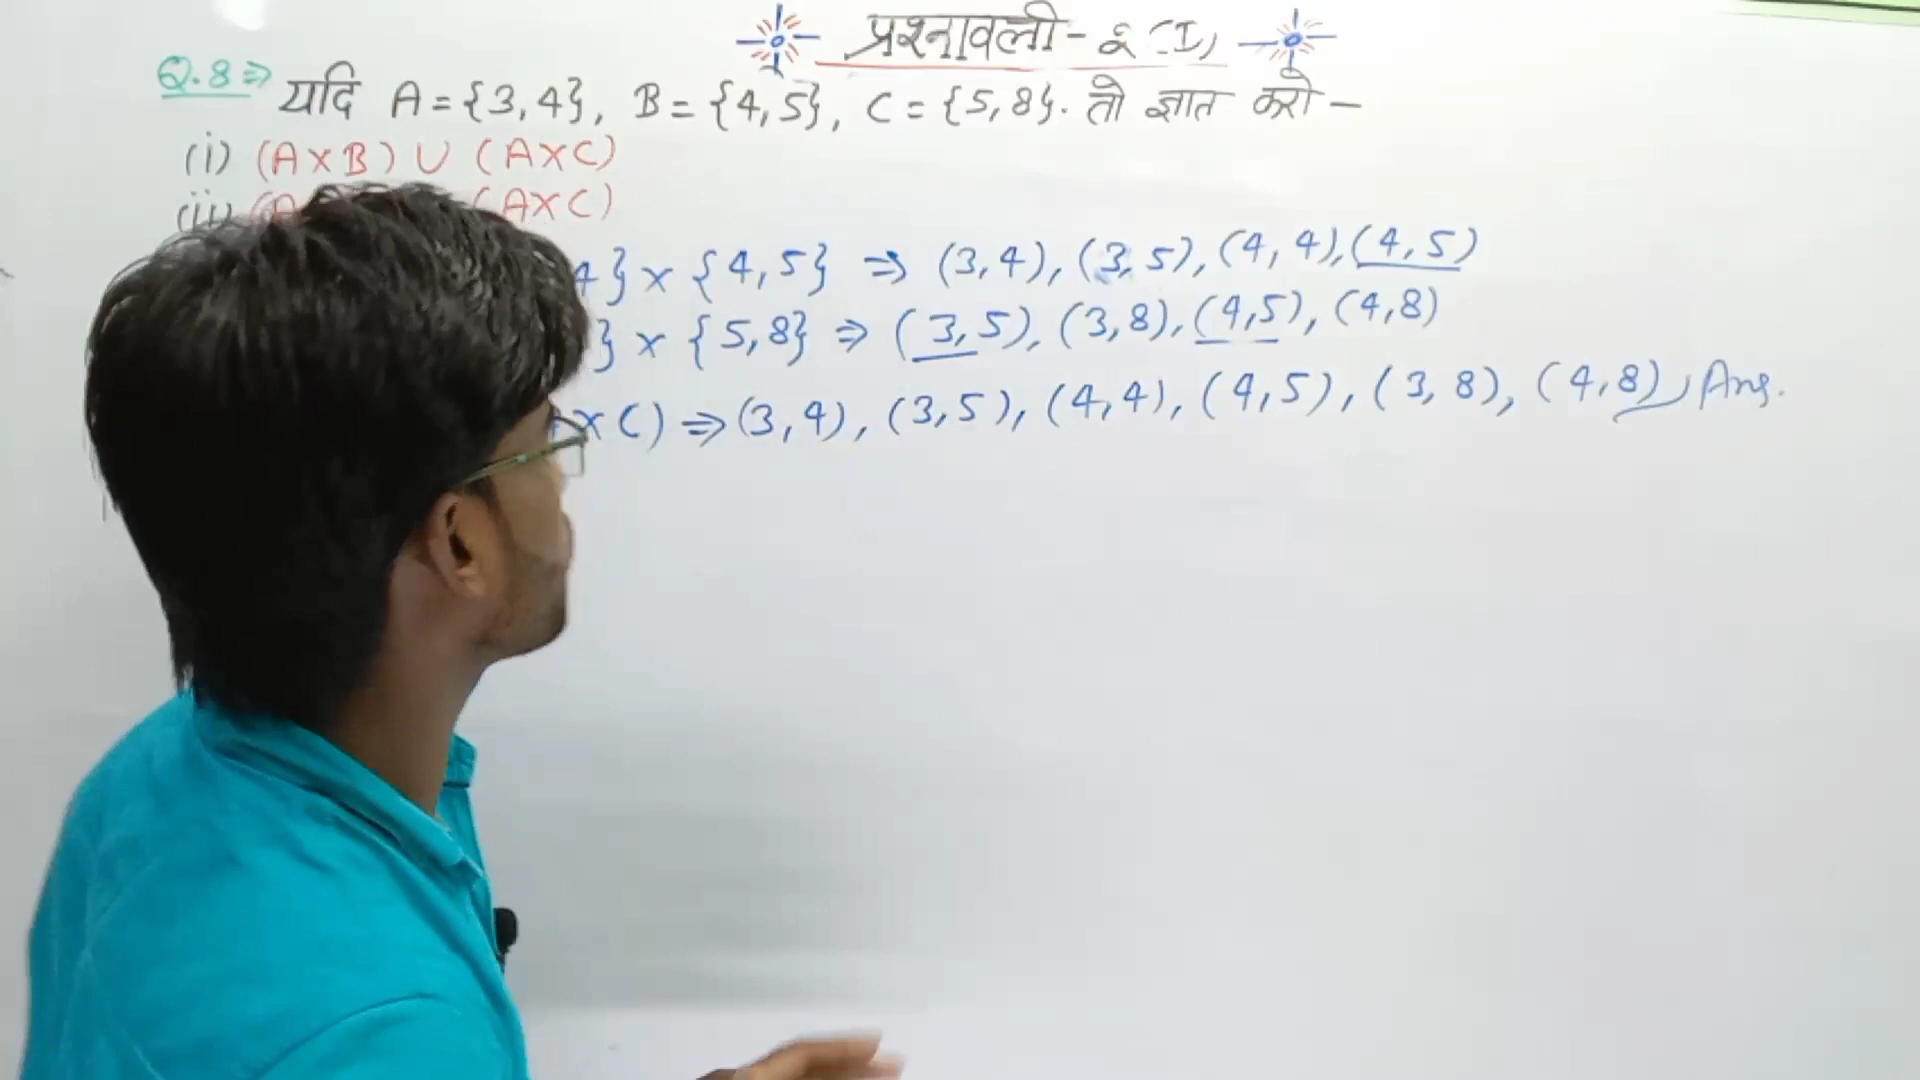 प्रश्नावली - 2 (I)
Q.8⇒ यदि A = {3,4}, B = {4,5}, C = {5,8}. तो ज्ञात करो –
(i) (A×B) ∪ (A×C)
(ii) (A (A×C)
4} × {4,5} ⇒ (3,4), (3,5), (4,4), (4,5)
} × {5,8} ⇒ (3,5), (3,8), (4,5), (4,8)
×C) ⇒ (3,4), (3,5), (4,4), (4,5), (3,8), (4,8) Ans.